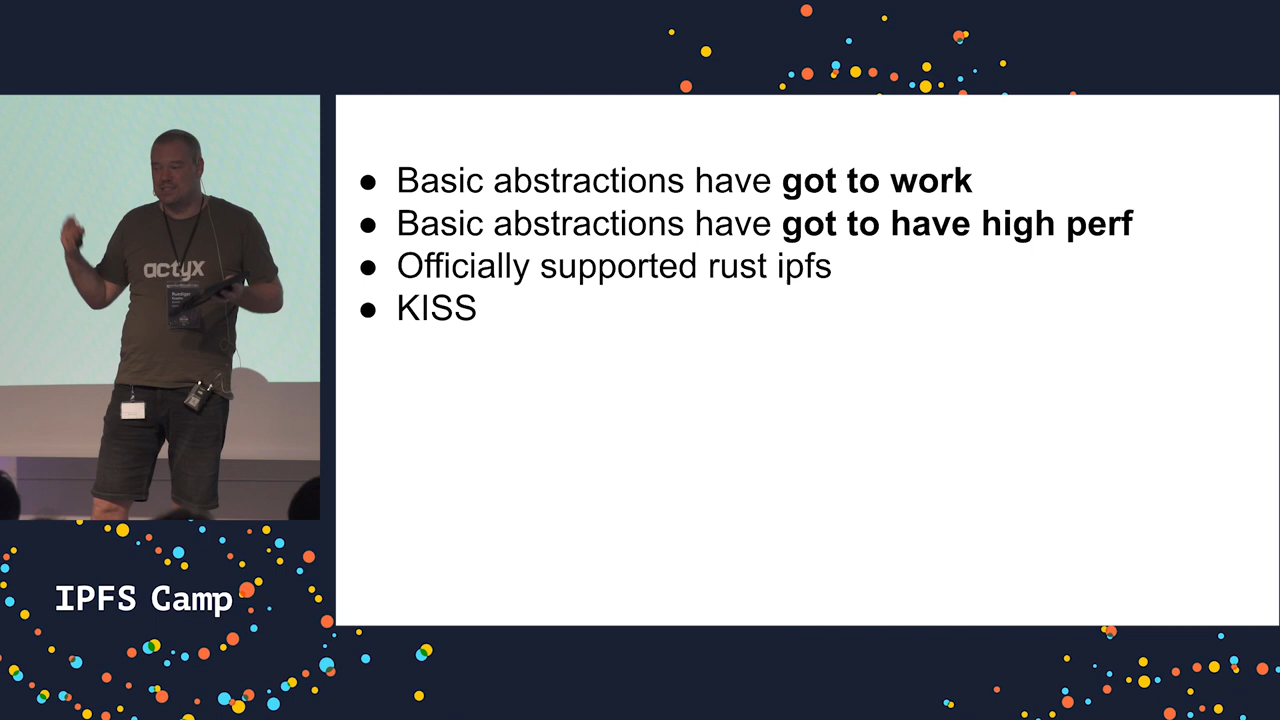 ● Basic abstractions have got to work
● Basic abstractions have got to have high perf
● Officially supported rust ipfs
● KISS
actyx
Ruediger
IPFS Camp